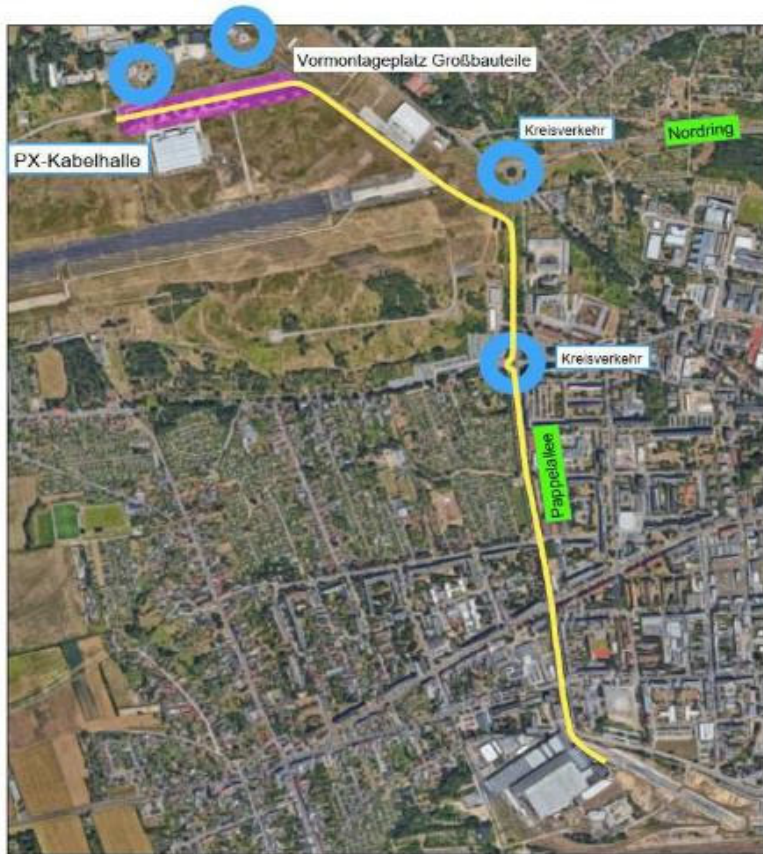 Vormontageplatz Großbauteile
Kreisverkehr
Nordring
PX-Kabelhalle
Kreisverkehr
Pappelallee